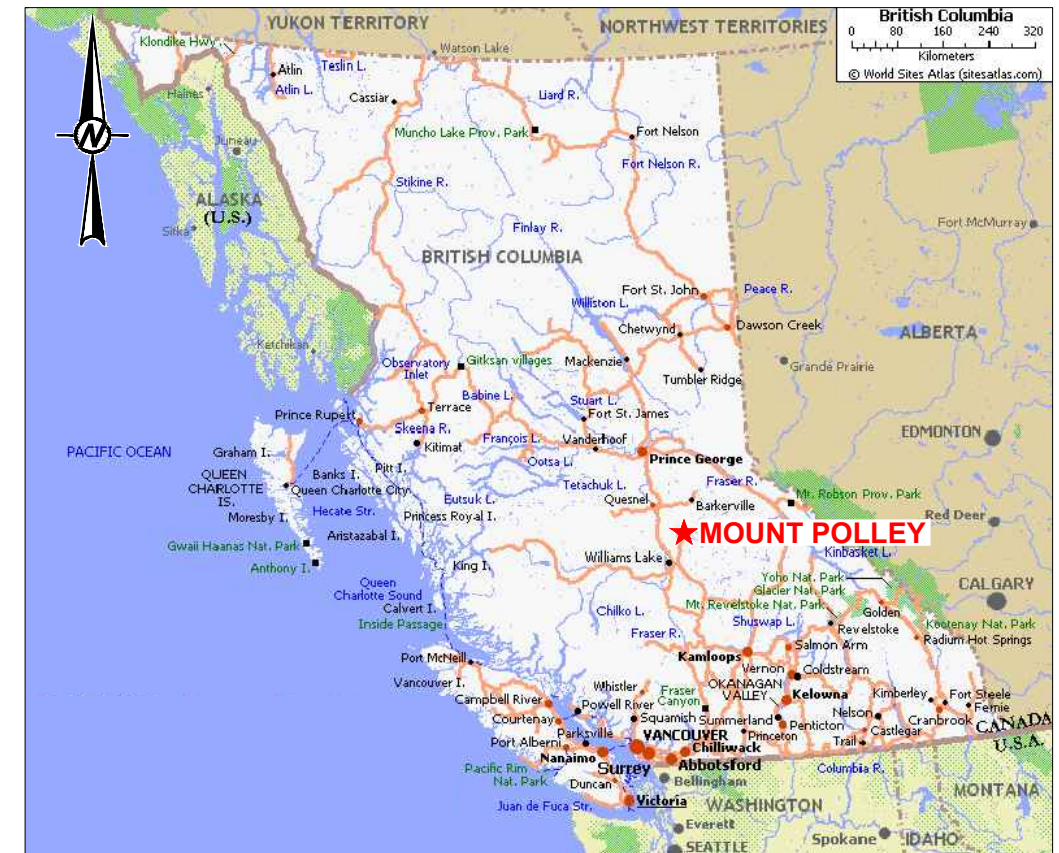 YUKON TERRITORY
NORTHWEST TERRITORIES
British Columbia
0 80 160 240 320
Kilometers
© World Sites Atlas (sitesatlas.com)
Klondike Hwy.
Watson Lake
Atlin
Teslin L.
Atlin L.
Haines
Cassiar
Liard R.
N
Muncho Lake Prov. Park
Fort Nelson
Juneau
Fort Nelson R.
Stikine R.
ALASKA
(U.S.)
Sitka
Finlay R.
Fort McMurray
BRITISH COLUMBIA
Fort St. John
Peace R.
Williston L.
Chetwynd
Dawson Creek
ALBERTA
Ketchikan
Observatory
Inlet
Gitksan villages
Mackenzie
Grande Prairie
Tumbler Ridge
Babine L.
Stuart L.
Prince Rupert
Terrace
Fort St. James
Skeena R.
PACIFIC OCEAN
Graham I.
Kitimat
François L.
Vanderhoof
EDMONTON
Prince George
Banks I.
Pitt I.
Ootsa L.
QUEEN
CHARLOTTE
IS.
Queen Charlotte City
Tetachuk L.
Fraser R.
Mt. Robson Prov. Park
Eutsuk L.
Quesnel
Barkerville
Moresby I.
Hecate Str.
Princess Royal I.
Red Deer
Aristazabal I.
MOUNT POLLEY
Gwaii Haanas Nat. Park
Kinbasket L.
Anthony I.
King I.
Williams Lake
Yoho Nat. Park
Glacier Nat. Park
CALGARY
Queen
Charlotte Sound
Calvert I.
Chilko L.
Mt. Revelstoke Nat. Park
Golden
Inside Passage
Shuswap L.
Kootenay Nat. Park
Fraser R.
Revelstoke
Radium Hot Springs
Port McNeill
Kamloops
Salmon Arm
Vancouver I.
Vernon
Coldstream
Whistler
Fraser
Canyon
OKANAGAN
VALLEY
Kelowna
Kimberley
Fort Steele
Campbell River
Powell River
Fernie
Courtenay
Squamish
Summerland
Penticton
Nelson
Cranbrook
CANADA
Parksville
VANCOUVER
Princeton
Castlegar
U.S.A.
Port Alberni
Chilliwack
Trail
Nanaimo
Surrey
Abbotsford
Pacific Rim
Nat. Park
Bellingham
Columbia R.
Duncan
MONTANA
Juan de Fuca Str.
Victoria
WASHINGTON
Everett
Spokane
IDAHO
SEATTLE